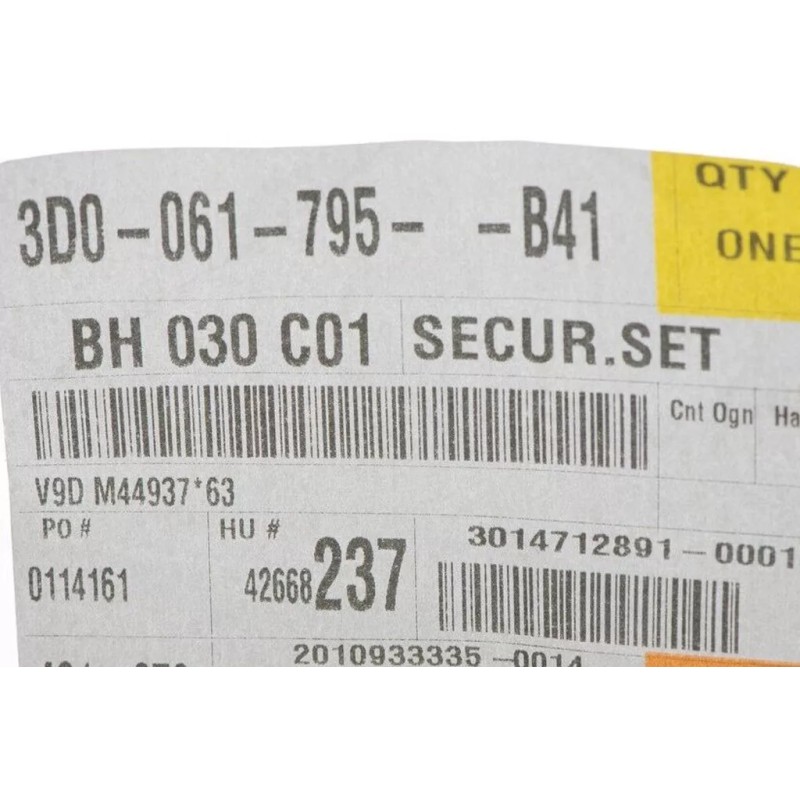 3D0-061-795- -B41
QTY
ONE
BH 030 C01 SECUR.SET
Cnt Ogn
Ha
V9D M44937*63
PO # HU #
3014712891-0001
0114161 42668237
2010933335-0014